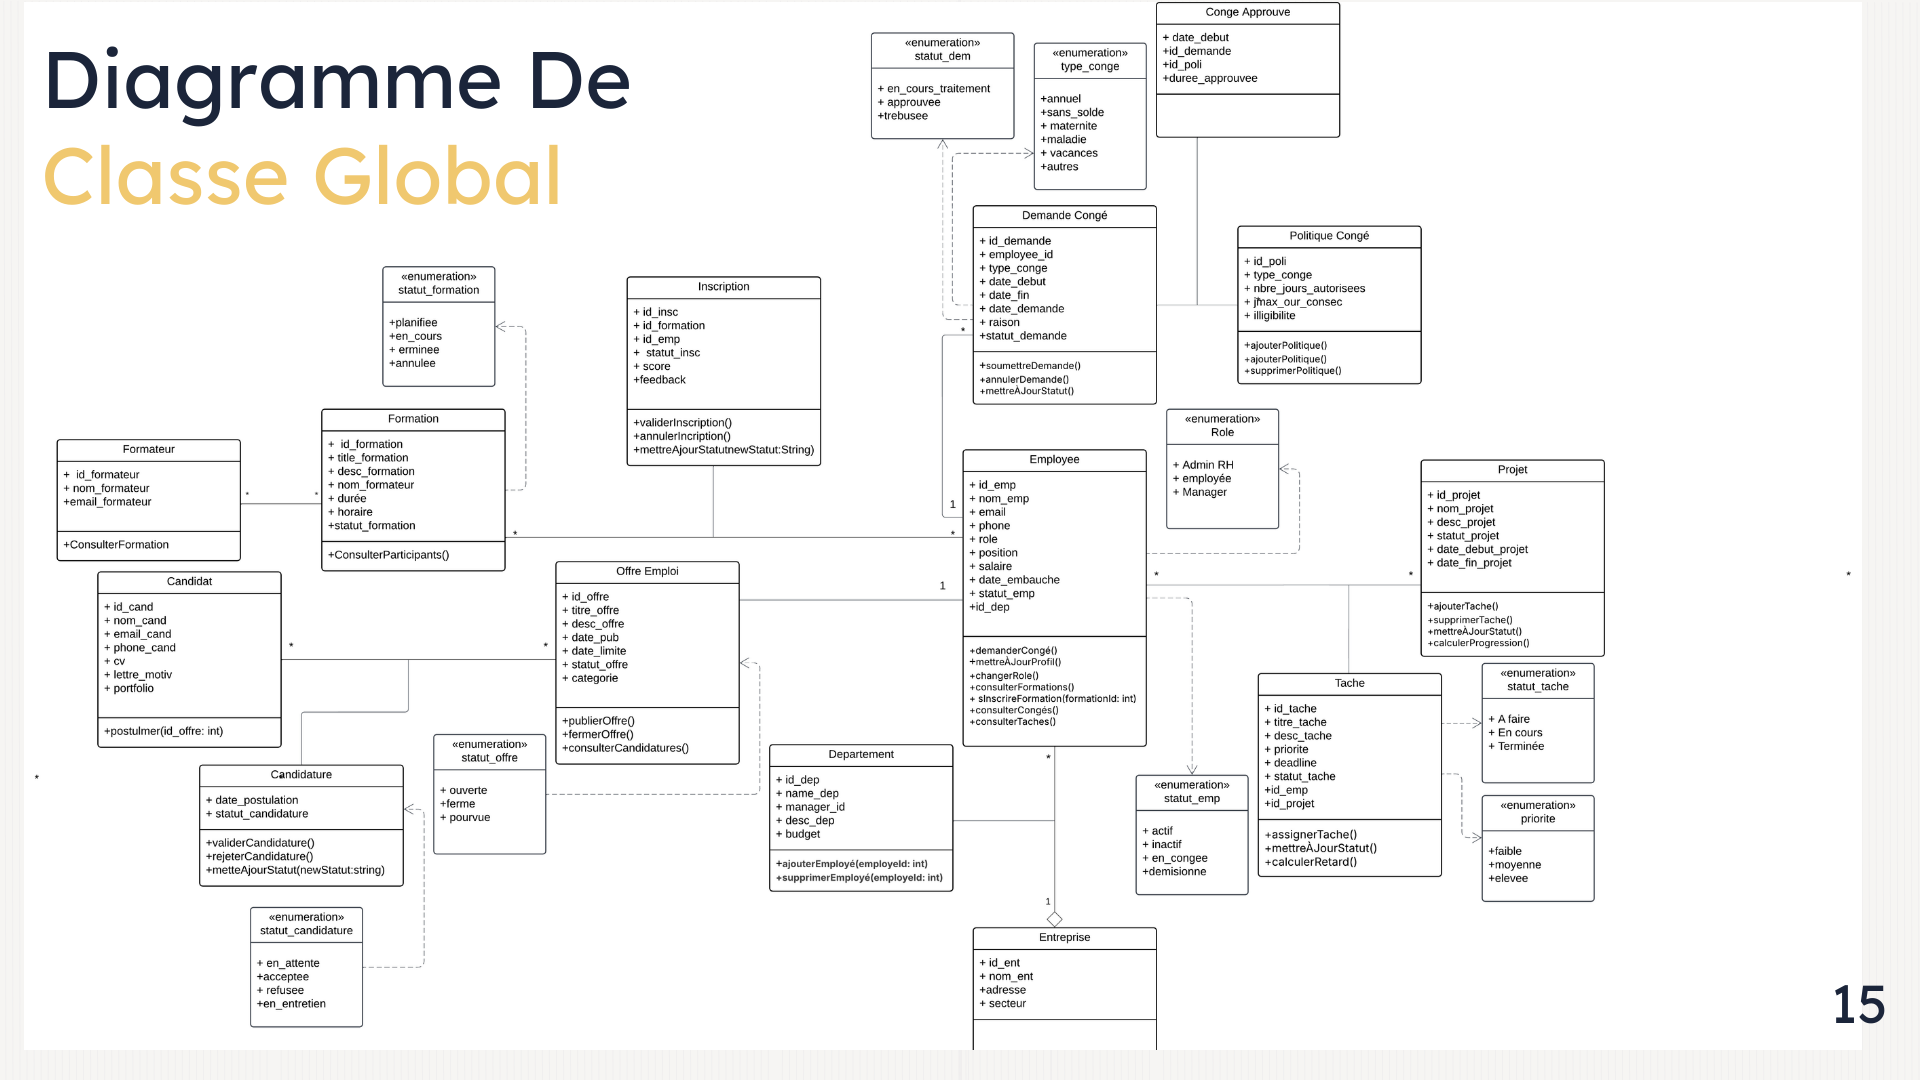 Diagramme De
Classe Global
«enumeration»
statut_dem
+ en_cours_traitement
+ approuvee
+trebusee
«enumeration»
type_conge
+annuel
+sans_solde
+ maternite
+maladie
+ vacances
+autres
Conge Approuve
+ date_debut
+id_demande
+id_poli
+duree_approuvee
Demande Congé
+ id_demande
+ employee_id
+ type_conge
+ date_debut
+ date_fin
+ date_demande
+ raison
+statut_demande
+soumettreDemande()
+annulerDemande()
+mettreÀJourStatut()
*
1
Politique Congé
+ id_poli
+ type_conge
+ nbre_jours_autorisees
+ jmax_our_consec
+ illigibilite
+ajouterPolitique()
+ajouterPolitique()
+supprimerPolitique()
«enumeration»
statut_formation
+planifiee
+en_cours
+ erminee
+annulee
Inscription
+ id_insc
+ id_formation
+ id_emp
+ statut_insc
+ score
+feedback
+validerInscription()
+annulerIncription()
+mettreAjourStatutnewStatut:String)
Formateur
+ id_formateur
+ nom_formateur
+email_formateur
+ConsulterFormation
*
*
Formation
+ id_formation
+ title_formation
+ desc_formation
+ nom_formateur
+ durée
+ horaire
+statut_formation
+ConsulterParticipants()
*
*
Employee
+ id_emp
+ nom_emp
+ email
+ phone
+ role
+ position
+ salaire
+ date_embauche
+ statut_emp
+id_dep
+demanderCongé()
+mettreÀJourProfil()
+changerRole()
+consulterFormations()
+ sInscrireFormation(formationId: int)
+consulterCongés()
+consulterTaches()
«enumeration»
Role
+ Admin RH
+ employée
+ Manager
*
*
*
Projet
+ id_projet
+ nom_projet
+ desc_projet
+ statut_projet
+ date_debut_projet
+ date_fin_projet
+ajouterTache()
+supprimerTache()
+mettreÀJourStatut()
+calculerProgression()
Candidat
+ id_cand
+ nom_cand
+ email_cand
+ phone_cand
+ cv
+ lettre_motiv
+ portfolio
+postulmer(id_offre: int)
*
*
Offre Emploi
+ id_offre
+ titre_offre
+ desc_offre
+ date_pub
+ date_limite
+ statut_offre
+ categorie
+publierOffre()
+fermerOffre()
+consulterCandidatures()
1
«enumeration»
statut_offre
+ ouverte
+ferme
+ pourvue
*
Candidature
+ date_postulation
+ statut_candidature
+validerCandidature()
+rejeterCandidature()
+metteAjourStatut(newStatut:string)
«enumeration»
statut_candidature
+ en_attente
+acceptee
+ refusee
+en_entretien
Departement
+ id_dep
+ name_dep
+ manager_id
+ desc_dep
+ budget
+ajouterEmployé(employeId: int)
+supprimerEmployé(employeId: int)
*
1
«enumeration»
statut_emp
+ actif
+ inactif
+ en_congee
+demisionne
Tache
+ id_tache
+ titre_tache
+ desc_tache
+ priorite
+ deadline
+ statut_tache
+id_emp
+id_projet
+assignerTache()
+mettreÀJourStatut()
+calculerRetard()
«enumeration»
statut_tache
+ A faire
+ En cours
+ Terminée
«enumeration»
priorite
+faible
+moyenne
+elevee
Entreprise
+ id_ent
+ nom_ent
+adresse
+ secteur
15